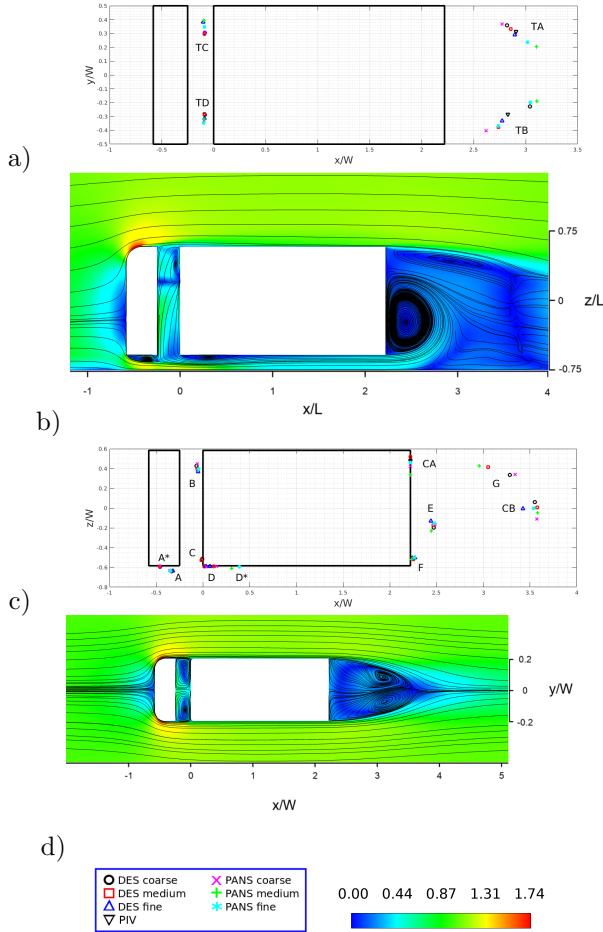 0.5
0.4
0.3
0.2
0.1
0
-0.1
-0.2
-0.3
-0.4
-0.5
y/W
TA
TC
TD
TB
-1 -0.5 0 0.5 1 1.5 2 2.5 3 3.5
x/W
a)
0.75
0 z/L
-0.75
-1 0 1 2 3 4
x/L
b)
0.6
0.4
0.2
0
-0.2
-0.4
-0.6
-0.8
z/W
B
CA
G
E
CB
C
A*
A
D
D*
F
-1 -0.5 0 0.5 1 1.5 2 2.5 3 3.5 4
x/W
c)
0.2
0 y/W
-0.2
-1 0 1 2 3 4 5
x/W
d)
DES coarse PANS coarse
DES medium PANS medium
DES fine PANS fine
PIV
0.00 0.44 0.87 1.31 1.74